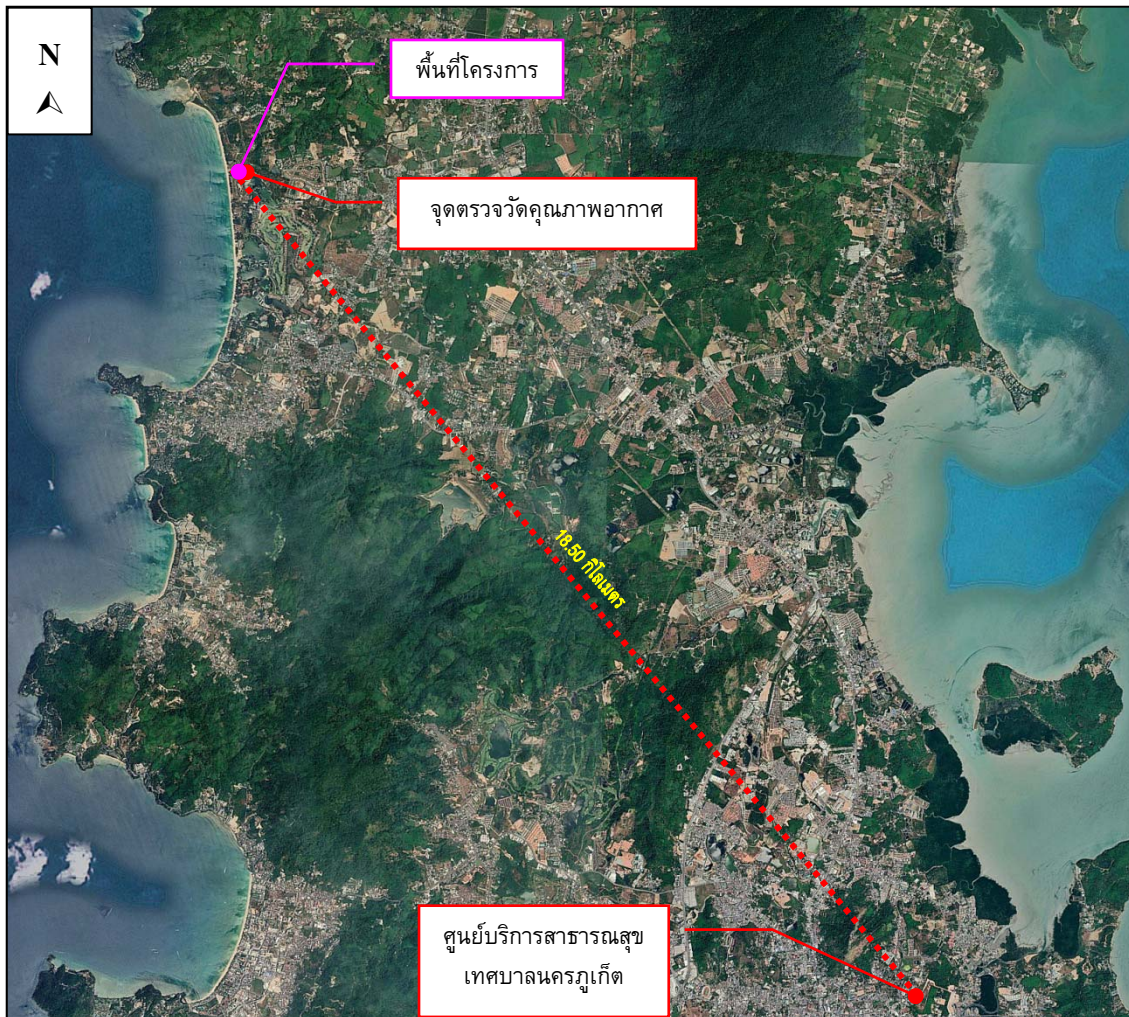 N
พื้นที่โครงการ
จุดตรวจวัดคุณภาพอากาศ
18.50 กิโลเมตร
ศูนย์บริการสาธารณสุข
เทศบาลนครภูเก็ต